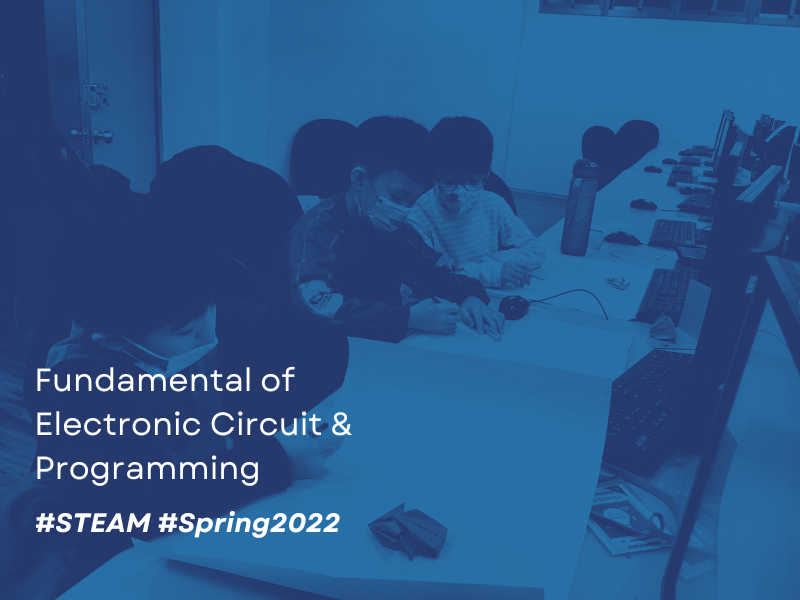 Fundamental of
Electronic Circuit &
Programming
#STEAM #Spring2022